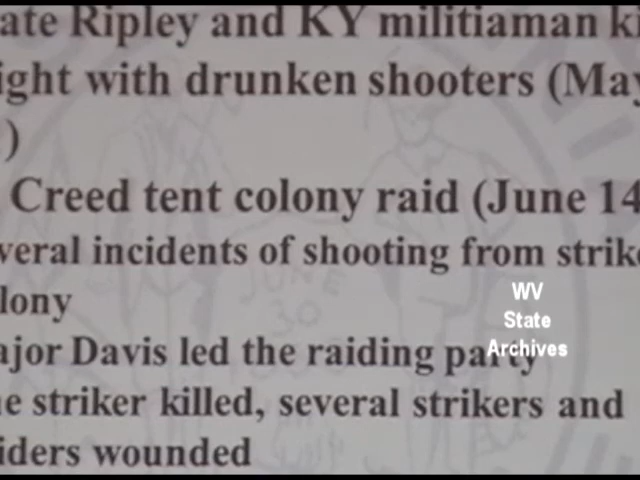 ate Ripley and KY militiaman ki
ight with drunken shooters (May
)
Creed tent colony raid (June 14
veral incidents of shooting from strike
lony
ajor Davis led the raiding party
ne striker killed, several strikers and
iders wounded
WV
State
Archives
JUNE